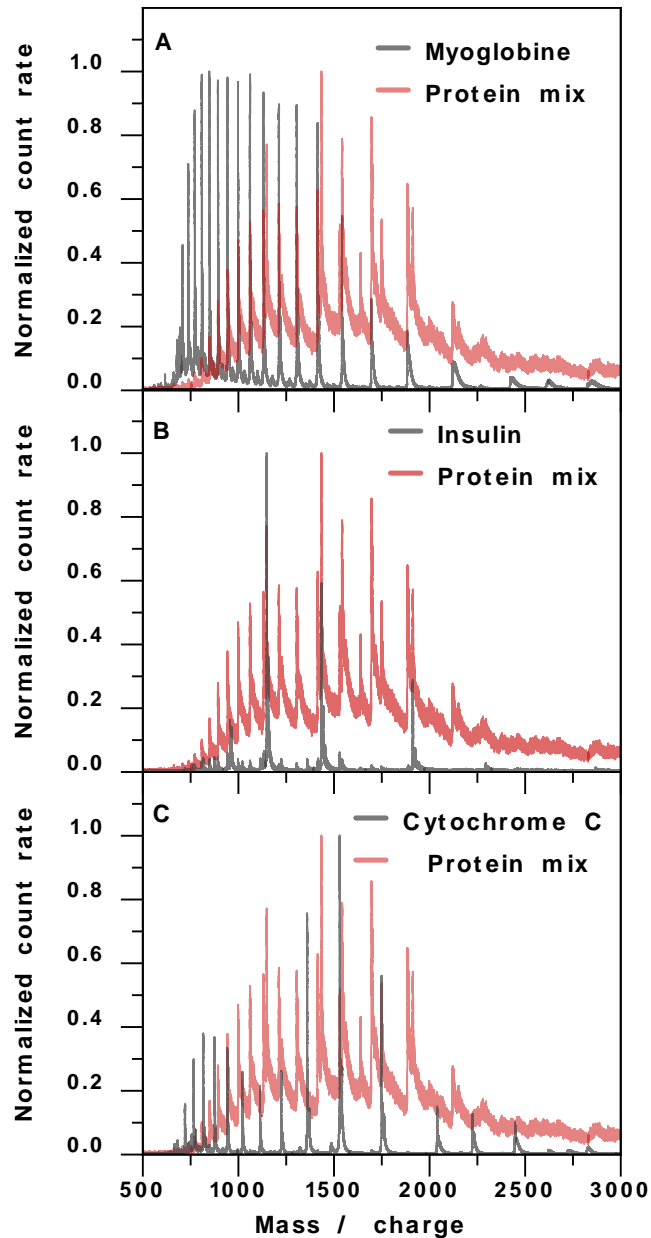 A
Myoglobine
Protein mix
Normalized count rate
1.0
0.8
0.6
0.4
0.2
0.0
B
Insulin
Protein mix
Normalized count rate
1.0
0.8
0.6
0.4
0.2
0.0
C
Cytochrome C
Protein mix
Normalized count rate
1.0
0.8
0.6
0.4
0.2
0.0
500 1000 1500 2000 2500 3000
Mass / charge